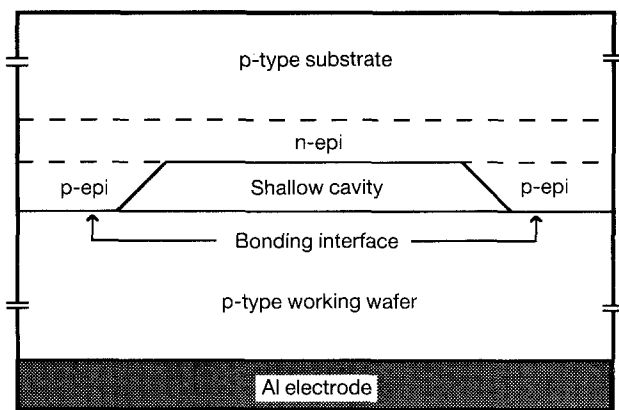 p-type substrate
n-epi
p-epi
Shallow cavity
p-epi
Bonding interface
p-type working wafer
Al electrode